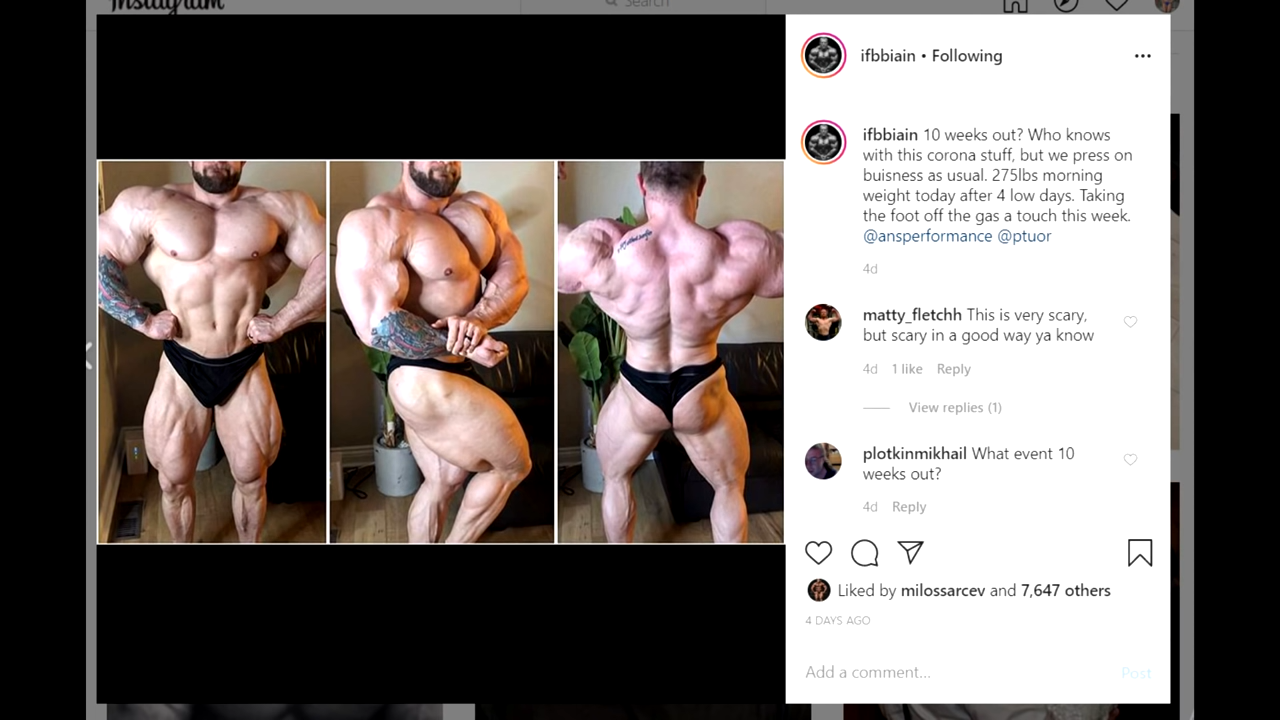 Instagram
Search
ifbbiain • Following
ifbbiain 10 weeks out? Who knows
with this corona stuff, but we press on
buisness as usual. 275lbs morning
weight today after 4 low days. Taking
the foot off the gas a touch this week.
@ansperformance @ptuor
4d
matty_fletchh This is very scary,
but scary in a good way ya know
4d 1 like Reply
View replies (1)
plotkinmikhail What event 10
weeks out?
4d Reply
Liked by milossarcev and 7,647 others
4 DAYS AGO
Add a comment...
Post